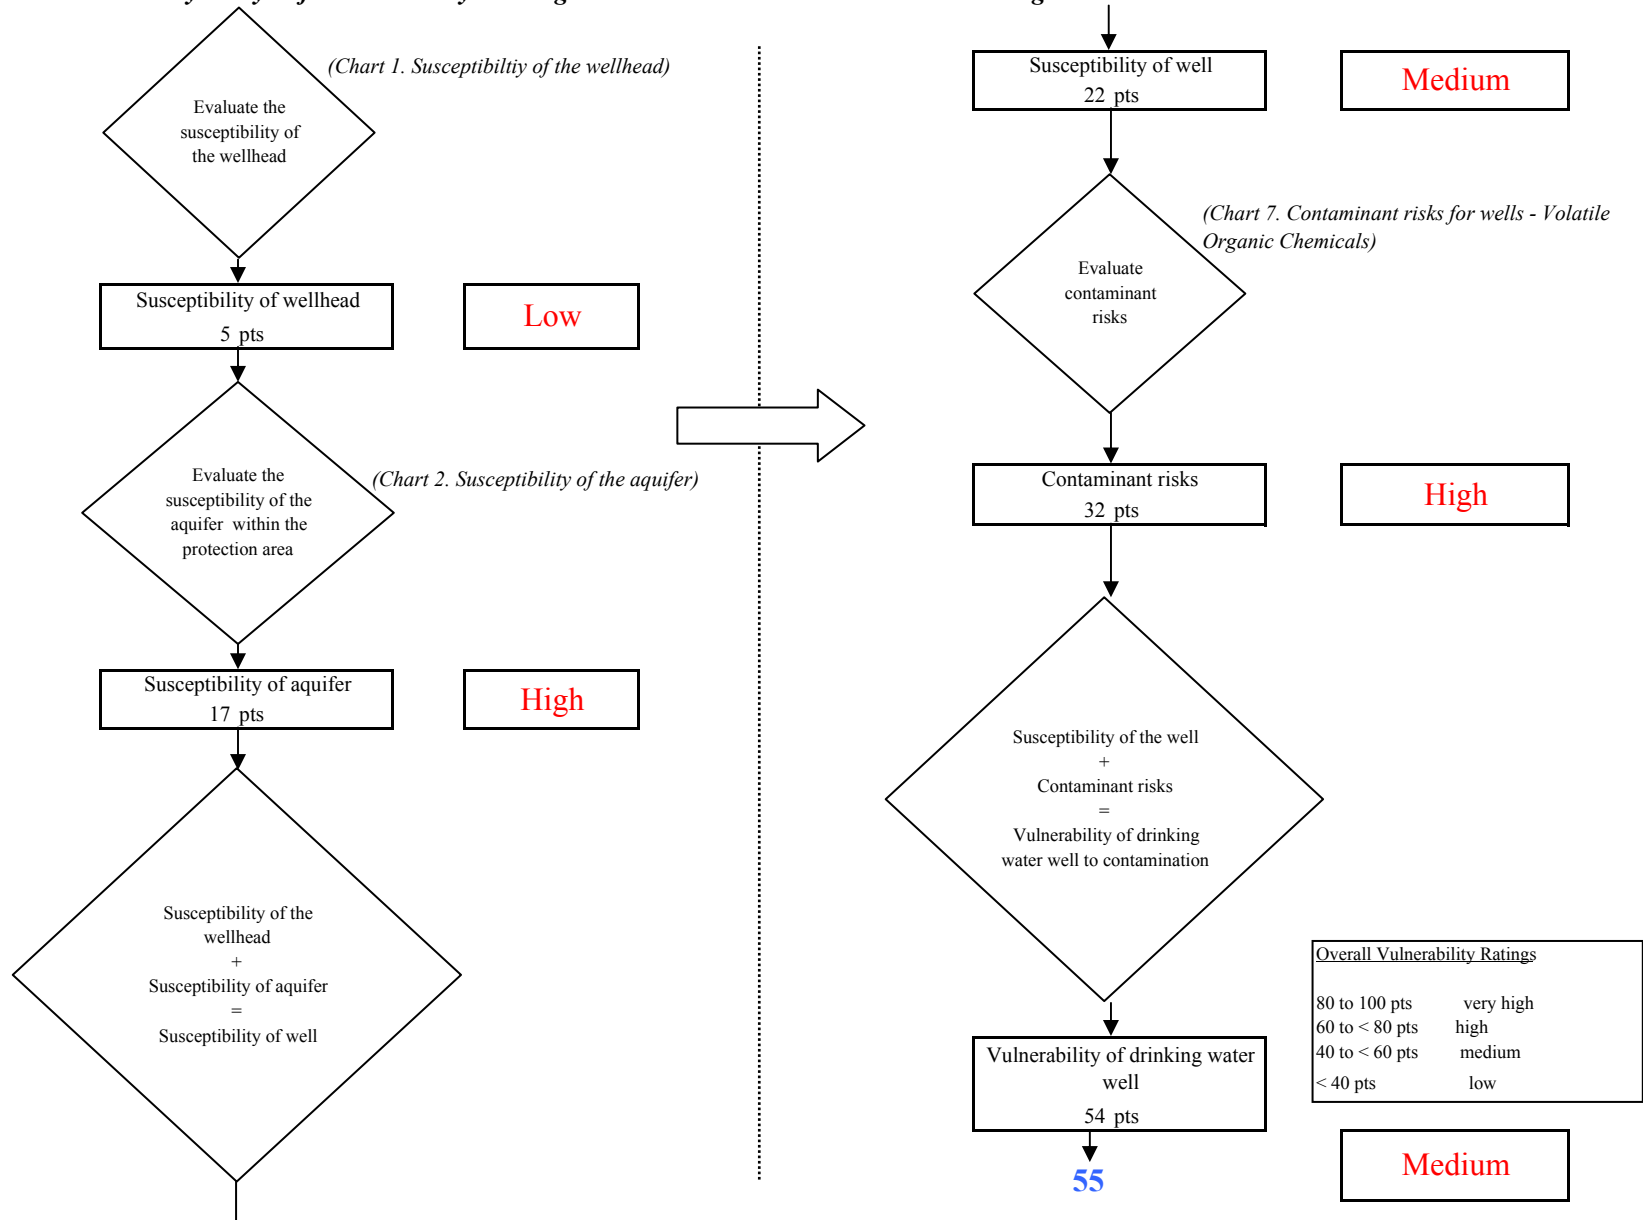 (Chart 1. Susceptibiltiy of the wellhead)
Evaluate the
susceptibility of
the wellhead
Susceptibility of wellhead
5 pts
Low
Evaluate the
susceptibility of the
aquifer within the
protection area
(Chart 2. Susceptibility of the aquifer)
Susceptibility of aquifer
17 pts
High
Susceptibility of the
wellhead
+
Susceptibility of aquifer
=
Susceptibility of well
Susceptibility of well
22 pts
Medium
(Chart 7. Contaminant risks for wells - Volatile
Organic Chemicals)
Evaluate
contaminant
risks
Contaminant risks
32 pts
High
Susceptibility of the well
+
Contaminant risks
=
Vulnerability of drinking
water well to contamination
Overall Vulnerability Ratings
80 to 100 pts very high
60 to < 80 pts high
40 to < 60 pts medium
< 40 pts low
Vulnerability of drinking water
well
54 pts
55
Medium